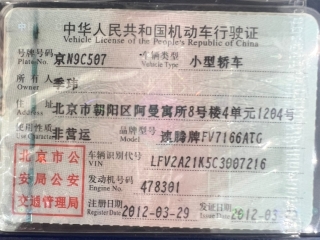 中华人民共和国机动车行驶证
Vehicle License of the People's Republic of China
号牌号码 京N9C507 车辆类型 小型轿车
Plate No. Vehicle Type
所有人
Owner
住址 北京市朝阳区阿曼寓所8号楼4单元1204号
Address
使用性质 非营运 品牌型号 速腾牌FV7166ATG
Use Character Model
北京市公
安局公安
交通管理局
车辆识别代号 LFV2A21K5C3007216
VIN
发动机号码 478301
Engine No.
注册日期 2012-03-29 发证日期 2012-03-29
Register Date Issue Date